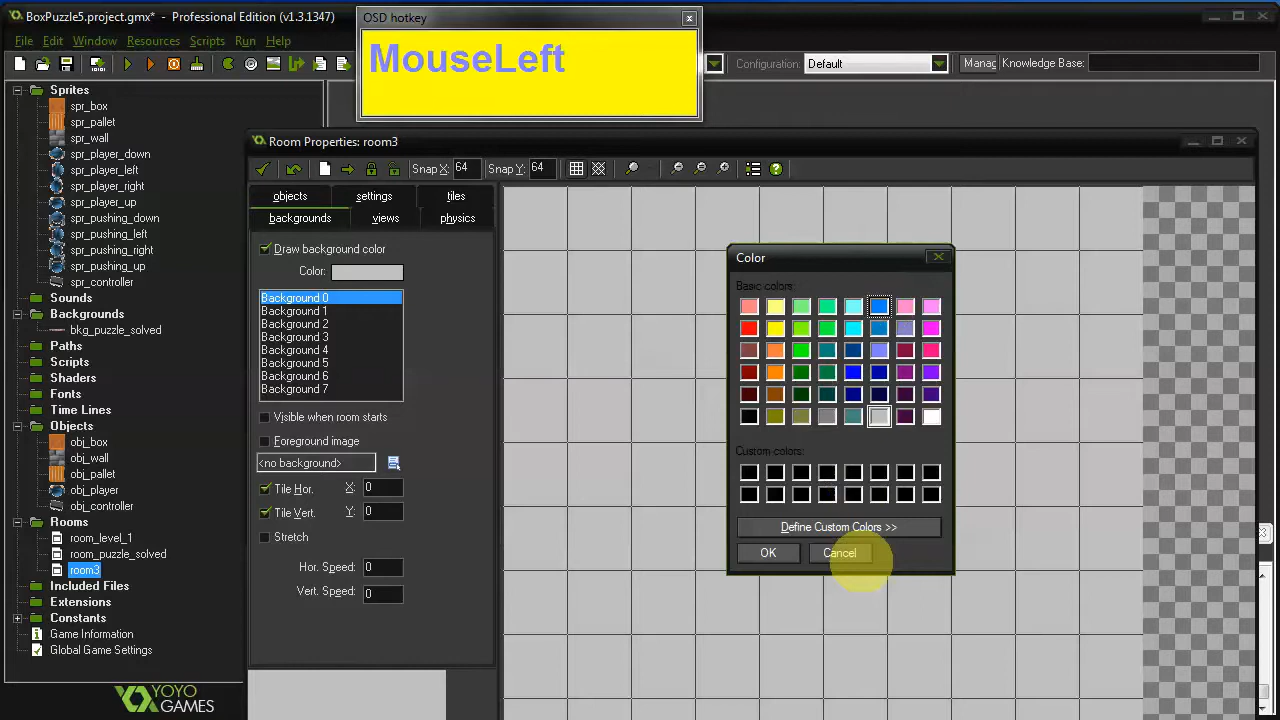 BoxPuzzle5.project.gmx* - Professional Edition (v1.3.1347)
OSD hotkey
MouseLeft
File Edit Window Resources Scripts Run Help
Configuration: Default Manag Knowledge Base:
Sprites
spr_box
spr_pallet
spr_wall
spr_player_down
spr_player_left
spr_player_right
spr_player_up
spr_pushing_down
spr_pushing_left
spr_pushing_right
spr_pushing_up
spr_controller
Sounds
Backgrounds
bkg_puzzle_solved
Paths
Scripts
Shaders
Fonts
Time Lines
Objects
obj_box
obj_wall
obj_pallet
obj_player
obj_controller
Rooms
room_level_1
room_puzzle_solved
room3
Included Files
Extensions
Constants
Game Information
Global Game Settings
YOYO
GAMES
Room Properties: room3
Snap X: 64 Snap Y: 64
objects settings tiles
backgrounds views physics
Draw background color
Color:
Background 0
Background 1
Background 2
Background 3
Background 4
Background 5
Background 6
Background 7
Visible when room starts
Foreground image
<no background>
Tile Hor. X: 0
Tile Vert. Y: 0
Stretch
Hor. Speed: 0
Vert. Speed: 0
Color
Basic colors:
Custom colors:
Define Custom Colors >>
OK Cancel